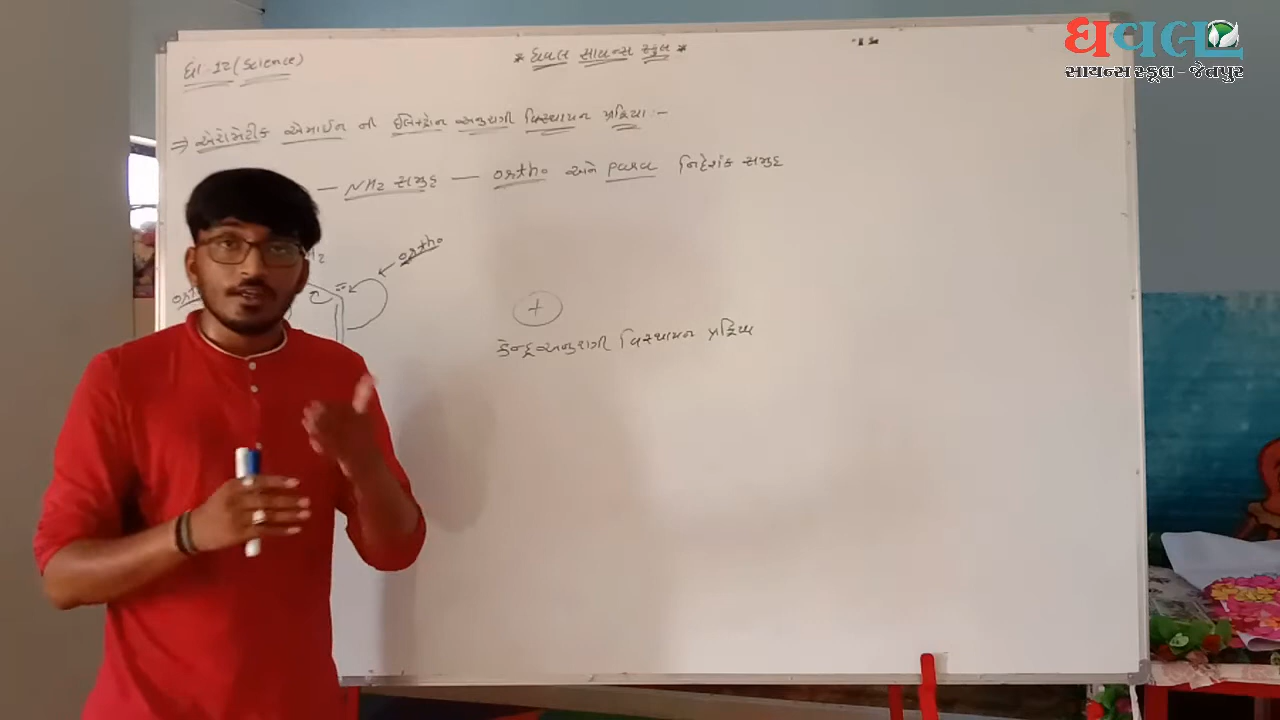 ધવલ
સાયન્સ સ્કૂલ - જેતપુર
ધો-12 (Science)
* ધવલ સાયન્સ સ્કૂલ *
⇒ એરોમેટીક એમાઈન ની ઈલેક્ટ્રોન અનુરાગી વિસ્થાપન પ્રક્રિયા :-
— NH2 સમુહ — ortho અને para નિર્દેશક સમુહ
ortho
+
કેન્દ્રઅનુરાગી વિસ્થાપન પ્રક્રિયા